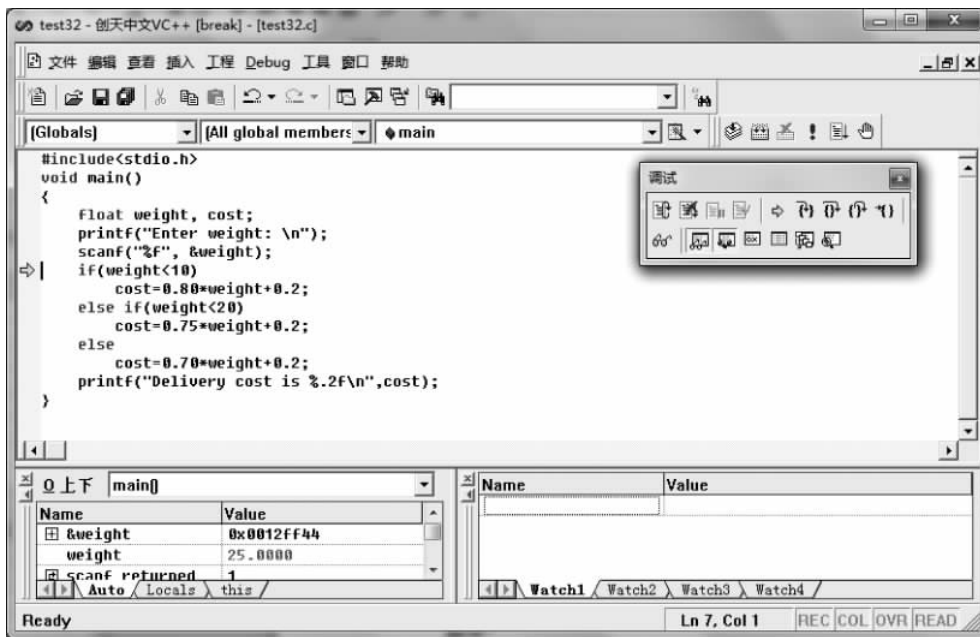 test32 - 创天中文VC++ [break] - [test32.c]
文件 编辑 查看 插入 工程 Debug 工具 窗口 帮助
(Globals) (All global members main
#include<stdio.h>
void main()
{
float weight, cost;
printf("Enter weight: \n");
scanf("%f", &weight);
if(weight<10)
cost=0.80*weight+0.2;
else if(weight<20)
cost=0.75*weight+0.2;
else
cost=0.70*weight+0.2;
printf("Delivery cost is %.2f\n",cost);
}
调试
0上下 main()
Name Value
&weight 0x0012FF44
weight 25.0000
scanf returned 1
Auto Locals this
Name Value
Watch1 Watch2 Watch3 Watch4
Ready Ln 7, Col 1 REC COL OVR READ